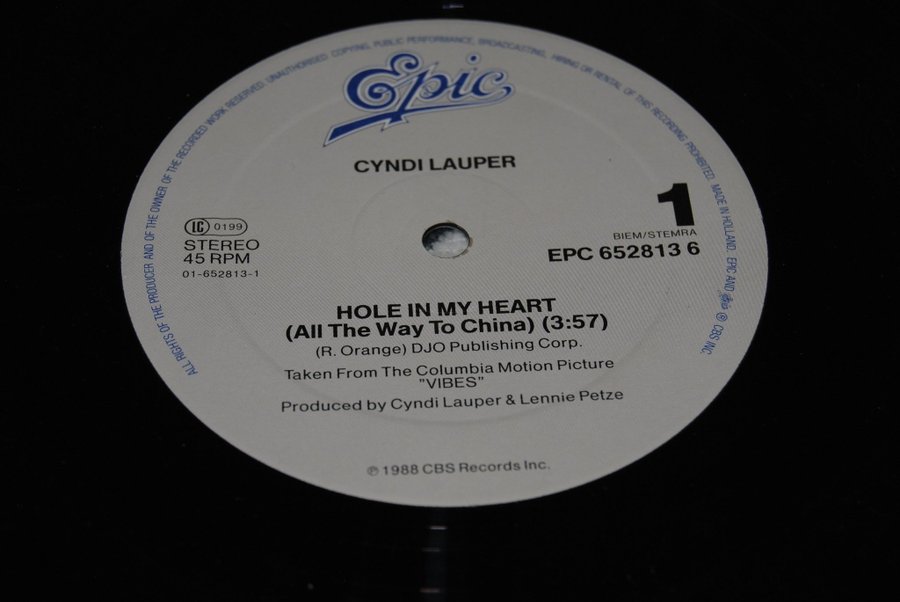 ALL RIGHTS OF THE PRODUCER AND OF THE OWNER OF THE RECORDED WORK RESERVED. UNAUTHORISED COPYING, PUBLIC PERFORMANCE, BROADCASTING, HIRING OR RENTAL OF THIS RECORDING PROHIBITED. MADE IN HOLLAND. EPIC AND Epic ® CBS INC.
Epic
CYNDI LAUPER
1
LC 0199
STEREO
45 RPM
01-652813-1
BIEM/STEMRA
EPC 652813 6
HOLE IN MY HEART
(All The Way To China) (3:57)
(R. Orange) DJO Publishing Corp.
Taken From The Columbia Motion Picture
"VIBES"
Produced by Cyndi Lauper & Lennie Petze
℗ 1988 CBS Records Inc.